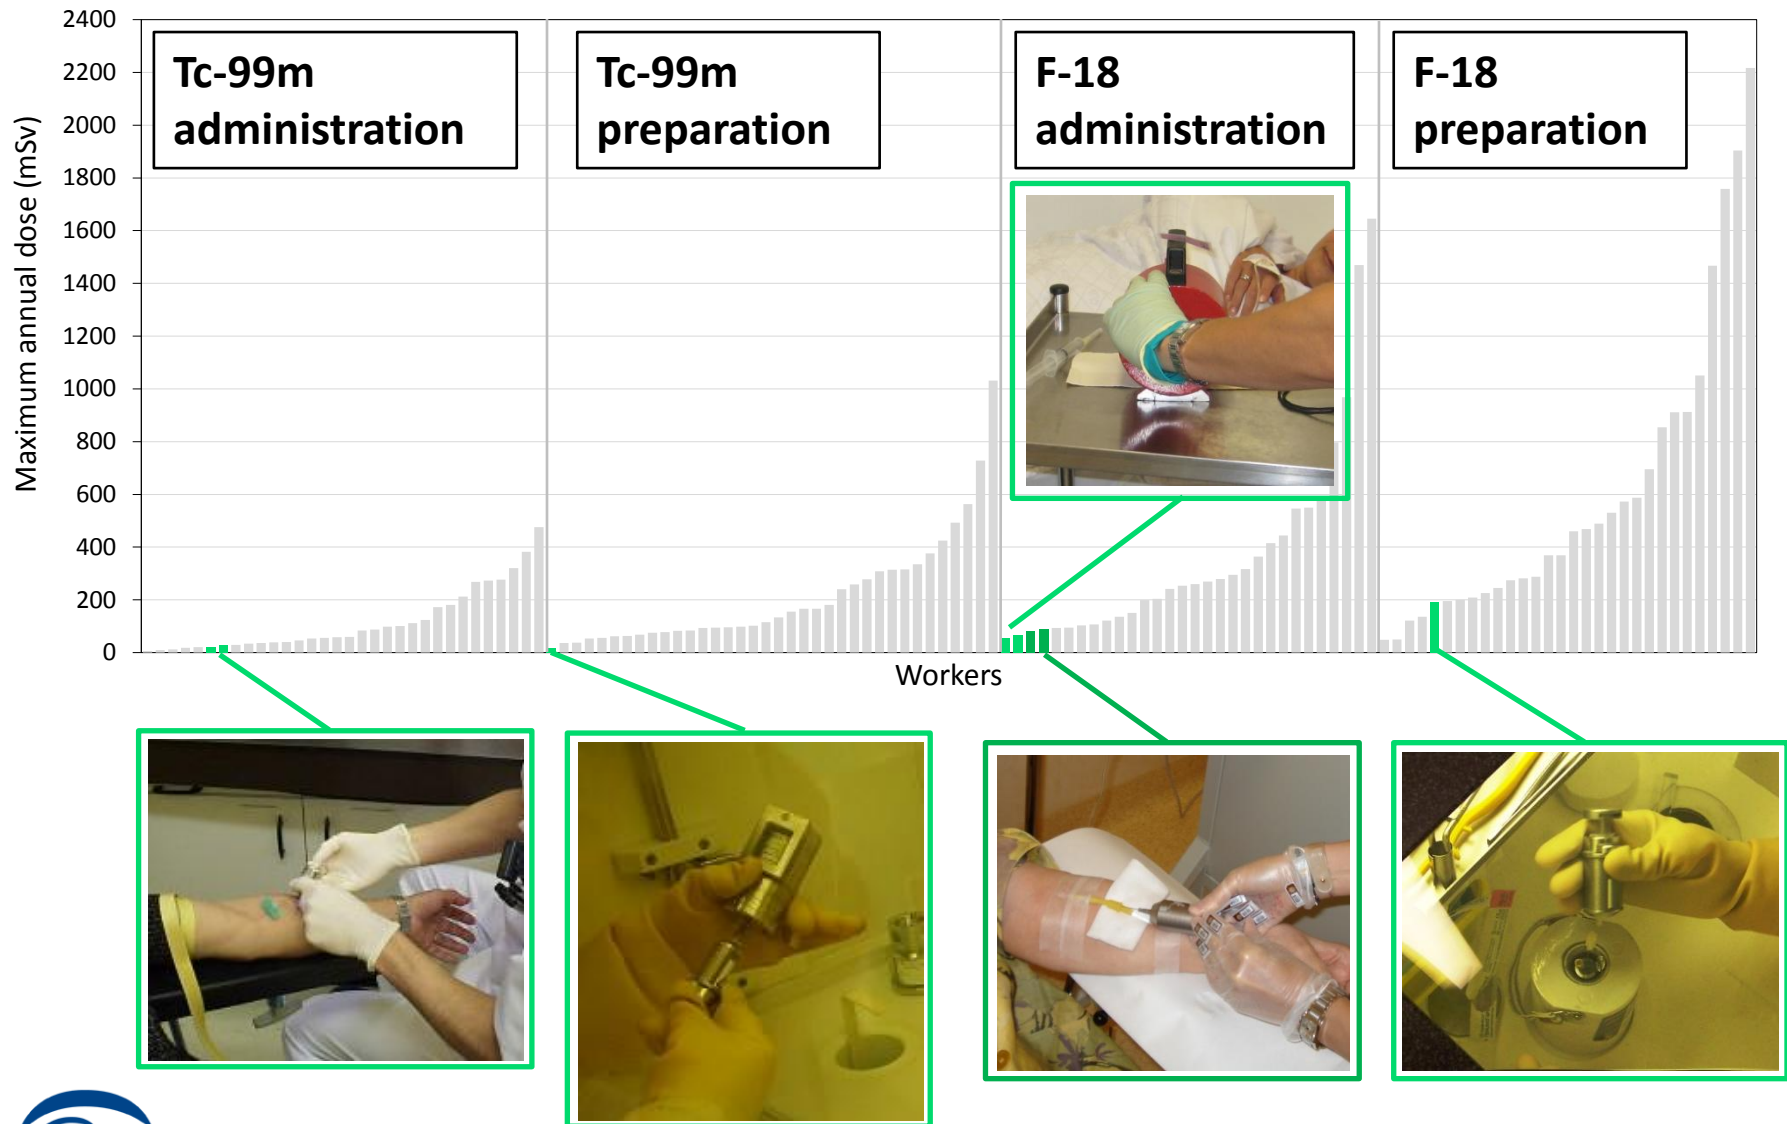 2400
2200
2000
1800
1600
1400
1200
1000
800
600
400
200
0
Maximum annual dose (mSv)
Tc-99m
administration
Tc-99m
preparation
F-18
administration
F-18
preparation
Workers